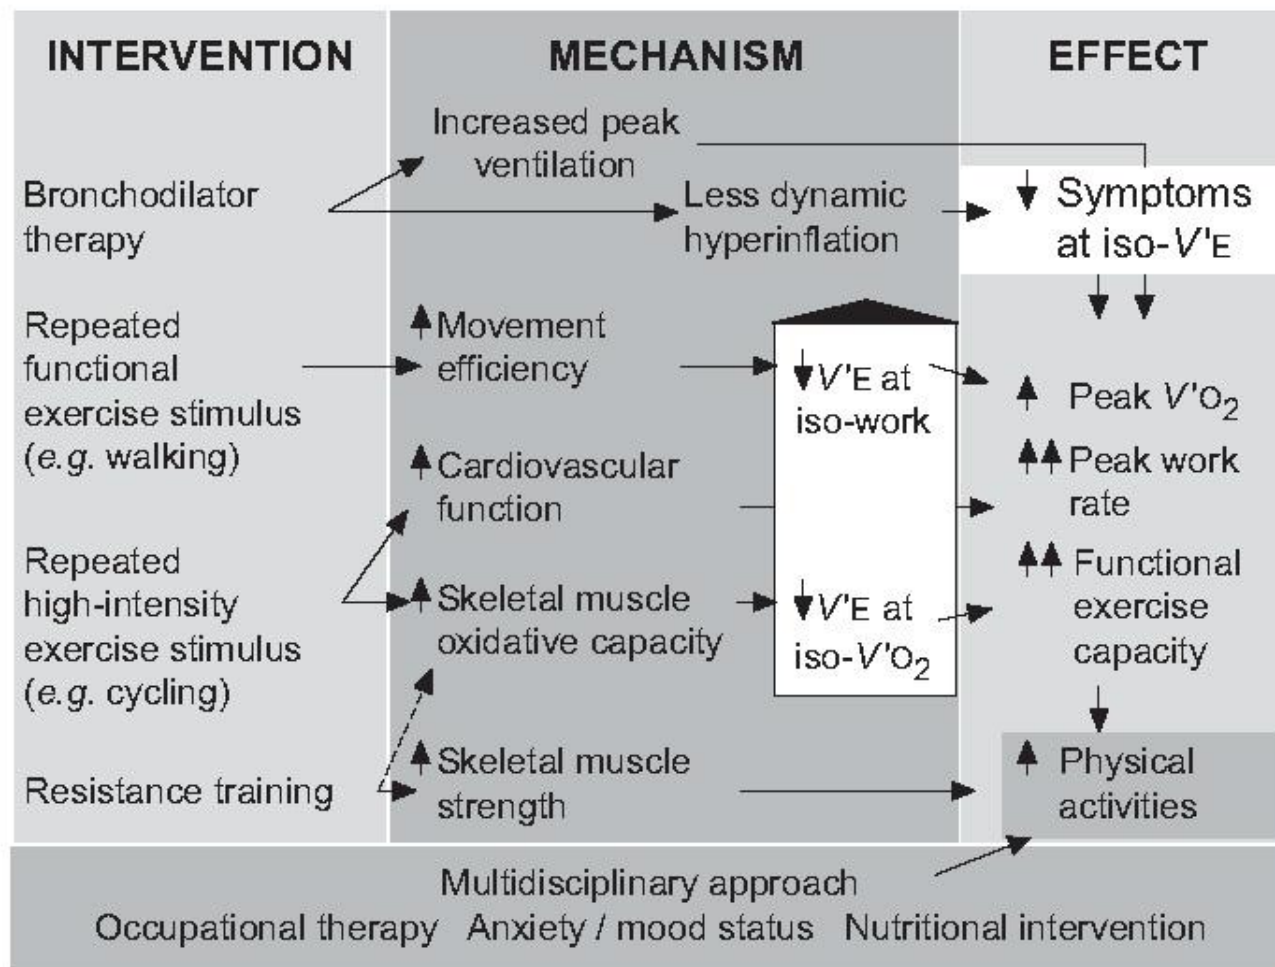 INTERVENTION
MECHANISM
EFFECT
Increased peak
ventilation
Bronchodilator
therapy
Less dynamic
hyperinflation
Symptoms
at iso-V'E
Repeated
functional
exercise stimulus
(e.g. walking)
Movement
efficiency
V'E at
iso-work
Peak V'O2
Cardiovascular
function
Peak work
rate
Repeated
high-intensity
exercise stimulus
(e.g. cycling)
Skeletal muscle
oxidative capacity
V'E at
iso-V'O2
Functional
exercise
capacity
Resistance training
Skeletal muscle
strength
Physical
activities
Multidisciplinary approach
Occupational therapy Anxiety / mood status Nutritional intervention